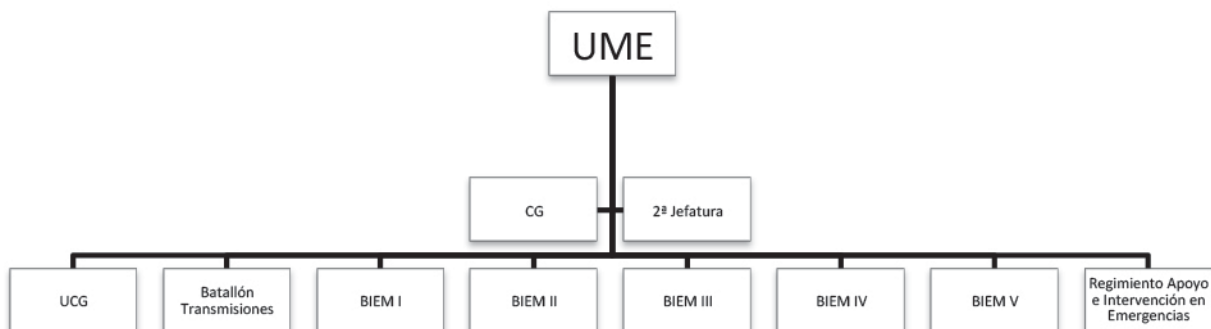 UME
CG
2ª Jefatura
UCG
Batallón
Transmisiones
BIEM I
BIEM II
BIEM III
BIEM IV
BIEM V
Regimiento Apoyo
e Intervención en
Emergencias